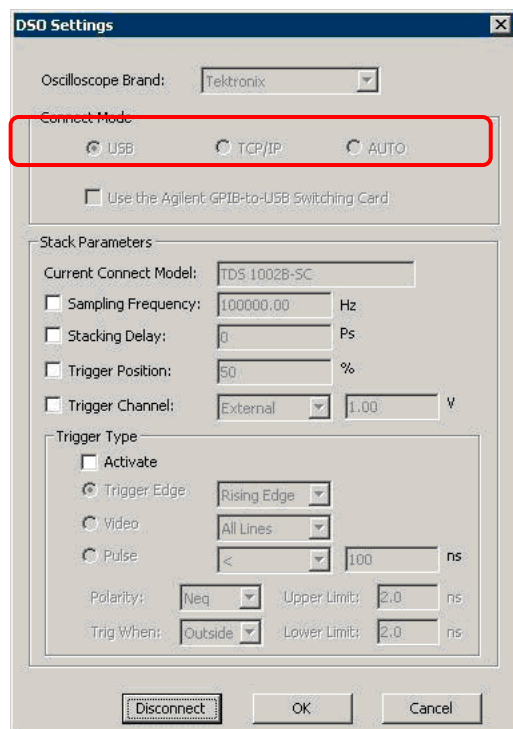 DSO Settings
Oscilloscope Brand: Tektronix
Connect Mode
USB TCP/IP AUTO
Use the Agilent GPIB-to-USB Switching Card
Stack Parameters
Current Connect Model: TDS 1002B-SC
Sampling Frequency: 100000.00 Hz
Stacking Delay: 0 Ps
Trigger Position: 50 %
Trigger Channel: External 1.00 V
Trigger Type
Activate
Trigger Edge Rising Edge
Video All Lines
Pulse < 100 ns
Polarity: Neq Upper Limit: 2.0 ns
Trig When: Outside Lower Limit: 2.0 ns
Disconnect OK Cancel